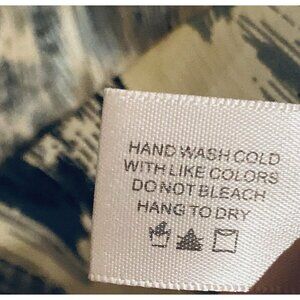 HAND WASH COLD
WITH LIKE COLORS
DO NOT BLEACH
HANG TO DRY